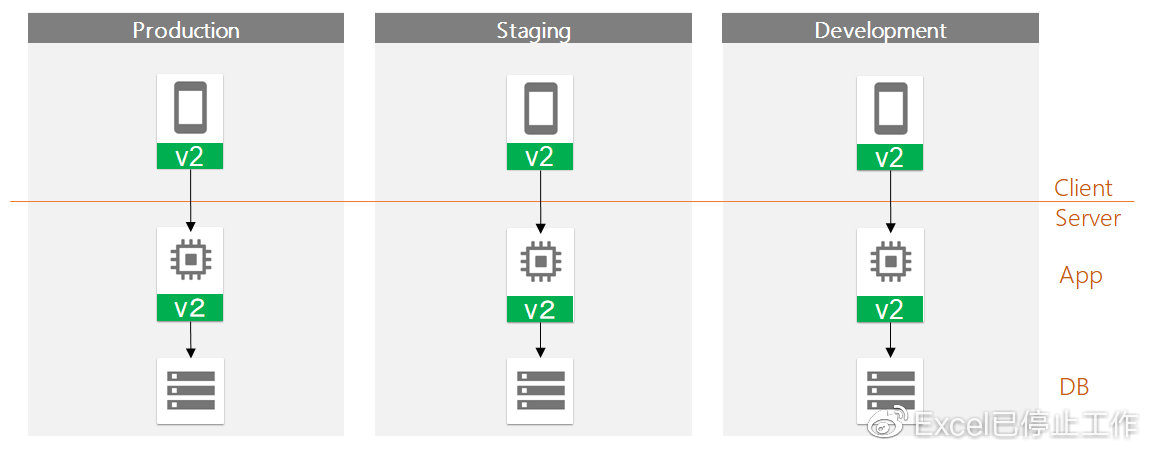 Production
Staging
Development
v2
v2
v2
Client
Server
v2
v2
v2
App
DB
Excel已停止工作